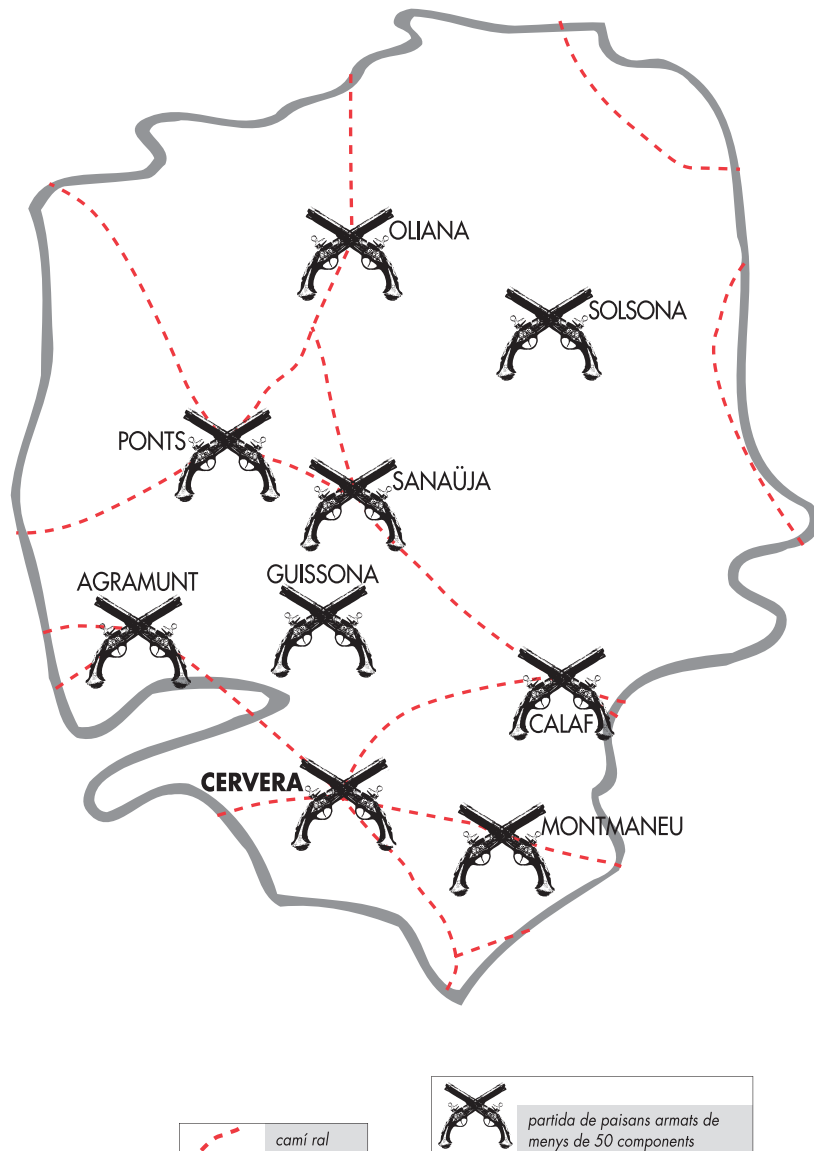 OLIANA
SOLSONA
PONTS
SANAÜJA
AGRAMUNT
GUISSONA
CALAF
CERVERA
MONTMANEU
camí ral
partida de paisans armats de
menys de 50 components